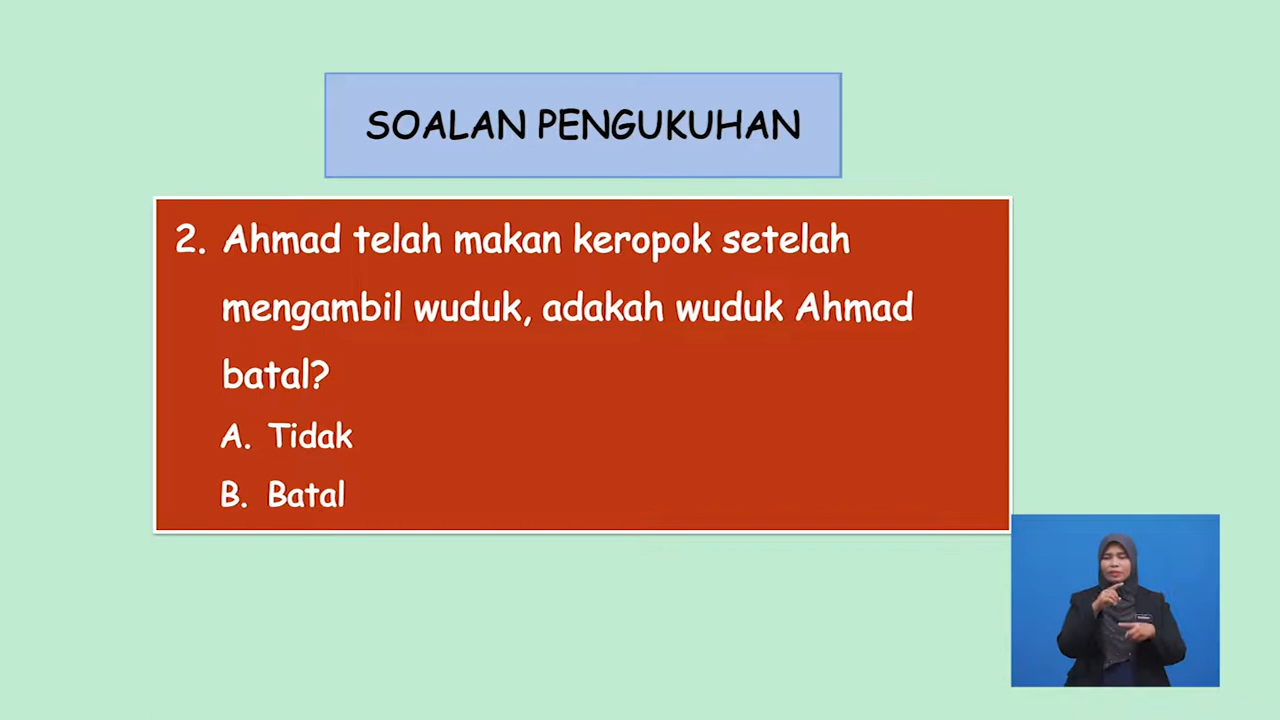 SOALAN PENGUKUHAN
2. Ahmad telah makan keropok setelah
mengambil wuduk, adakah wuduk Ahmad
batal?
A. Tidak
B. Batal